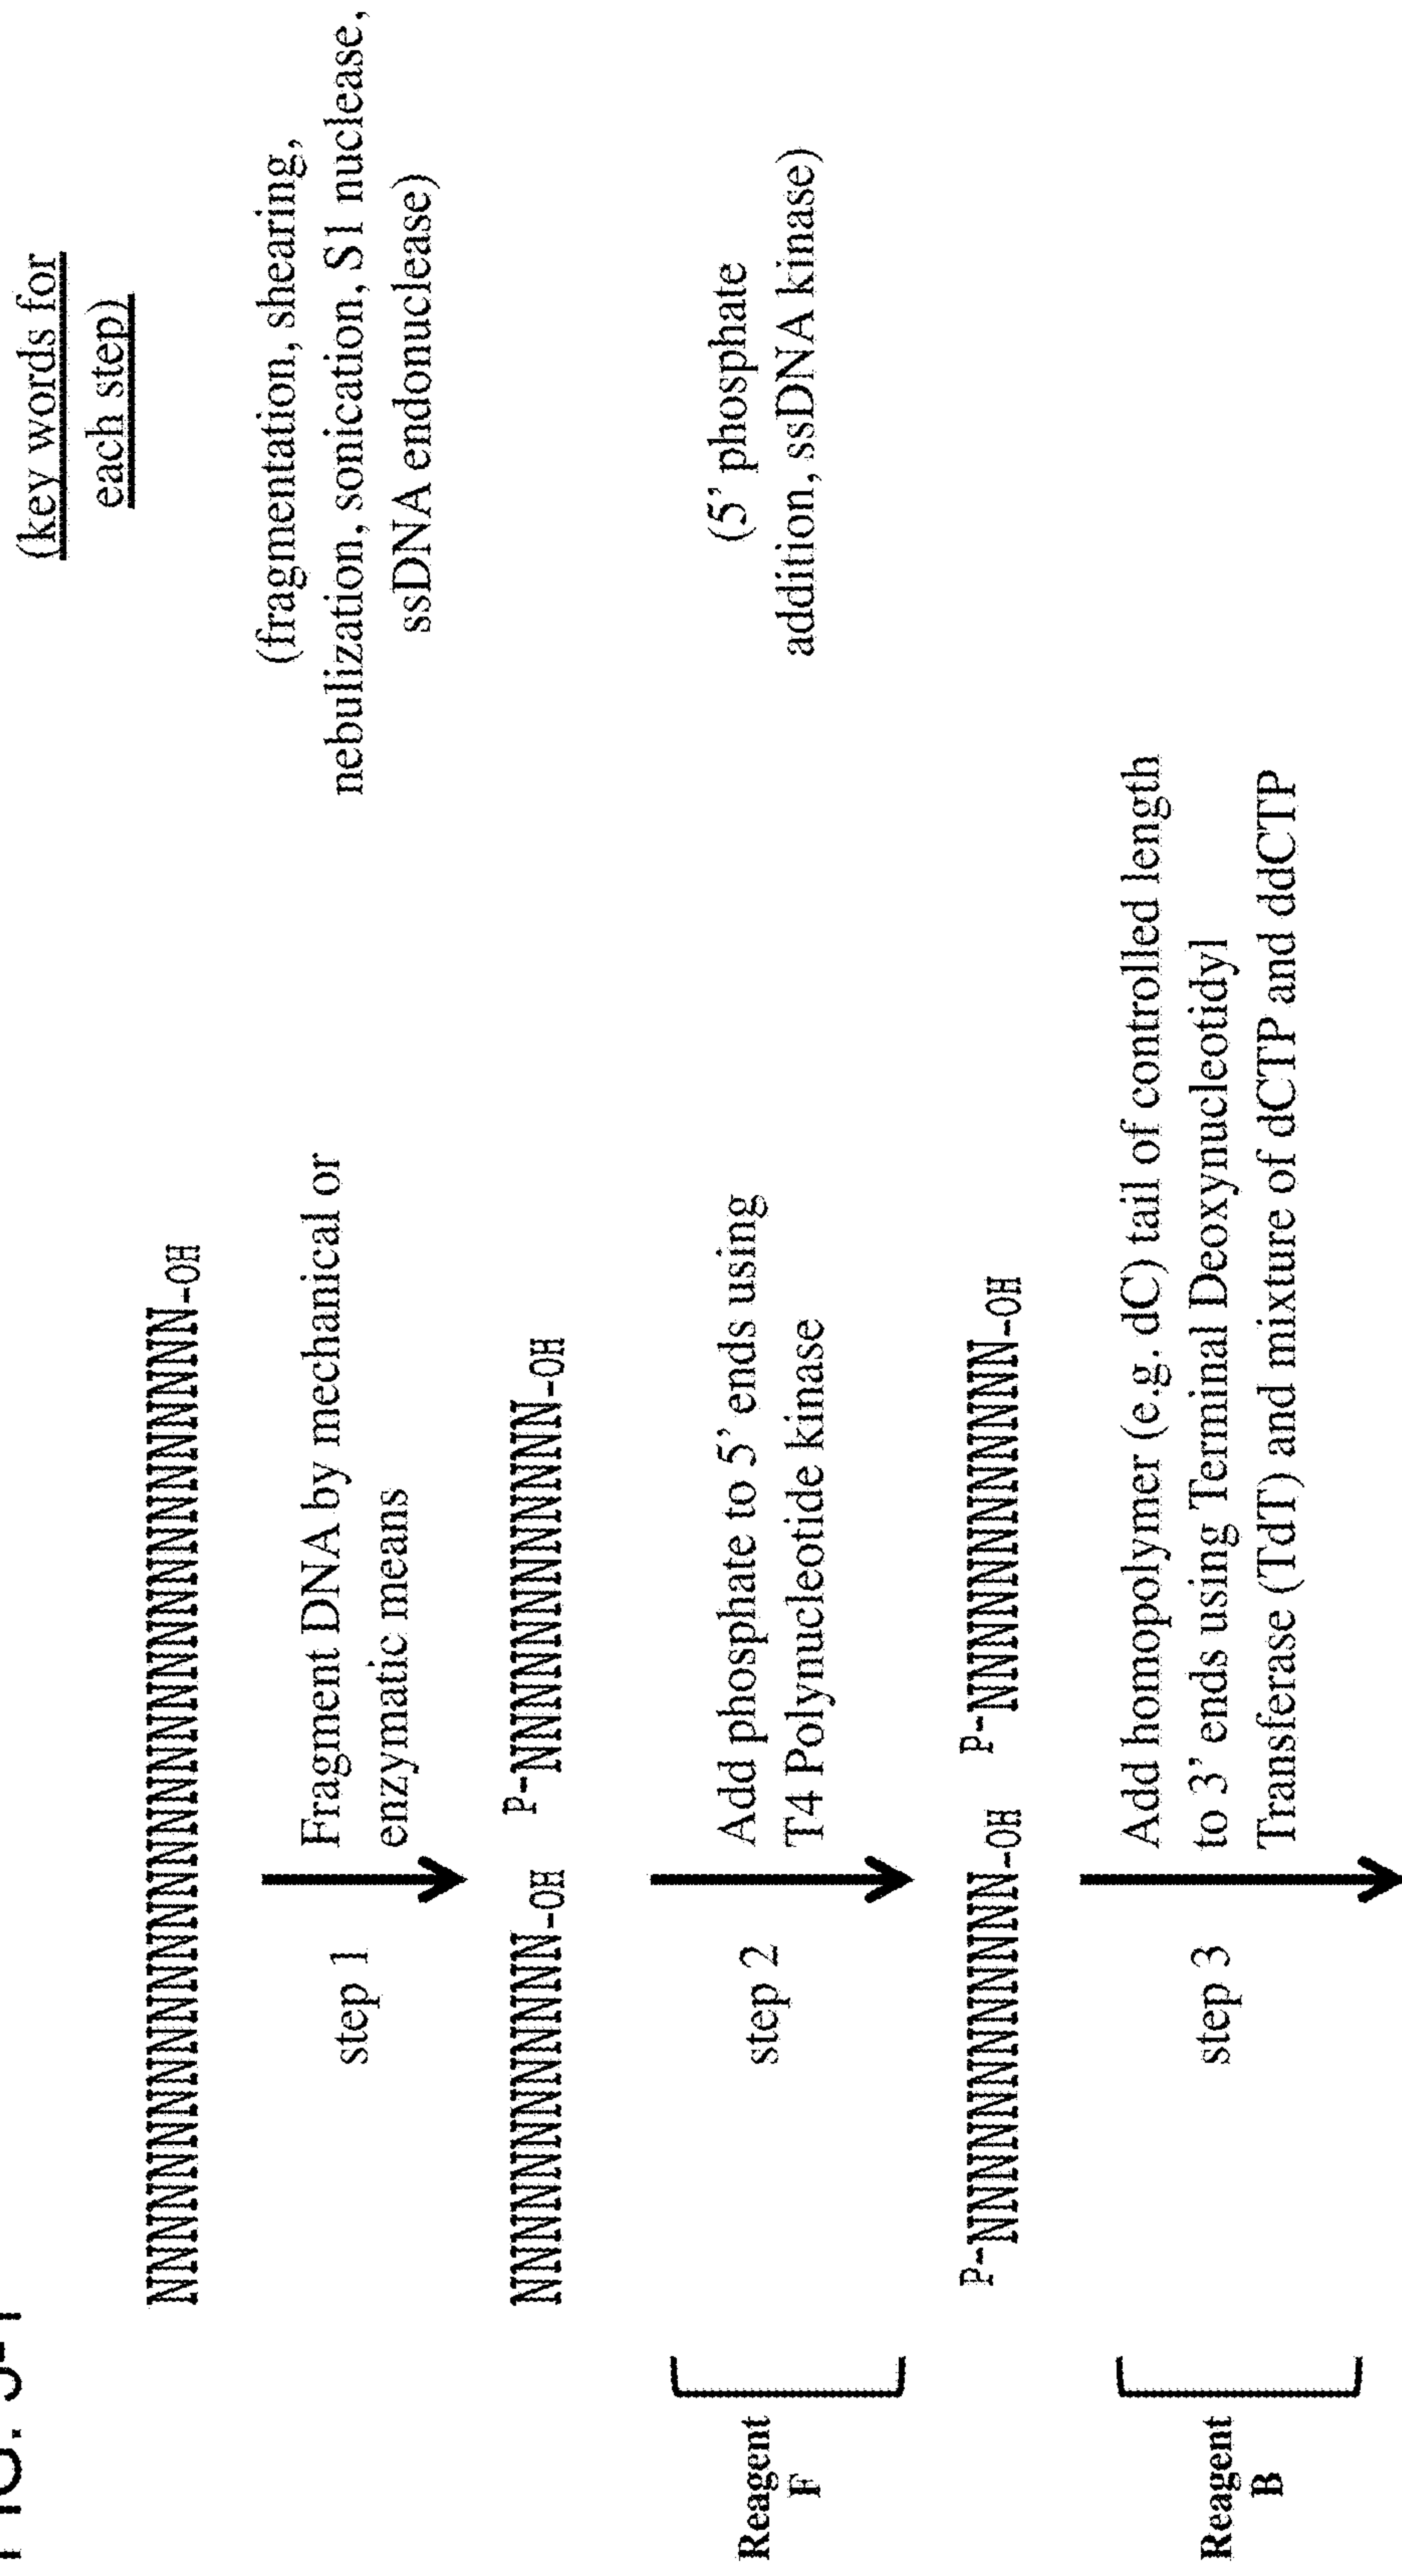 FIG.
(key words for
each step)
NNNNNNNNNNNNNNNNNNNNNNNNNNNNNNNN-OH
step 1
Fragment DNA by mechanical or
enzymatic means
(fragmentation, shearing,
nebulization, sonication, S1 nuclease,
ssDNA endonuclease)
NNNNNNNNNNNN-OH P-NNNNNNNNNNNN-OH
Reagent
F
step 2
Add phosphate to 5’ ends using
T4 Polynucleotide kinase
(5’ phosphate
addition, ssDNA kinase)
P-NNNNNNNNNNNN-OH P-NNNNNNNNNNNN-OH
Reagent
B
step 3
Add homopolymer (e.g. dC) tail of controlled length
to 3’ ends using Terminal Deoxynucleotidyl
Transferase (TdT) and mixture of dCTP and ddCTP